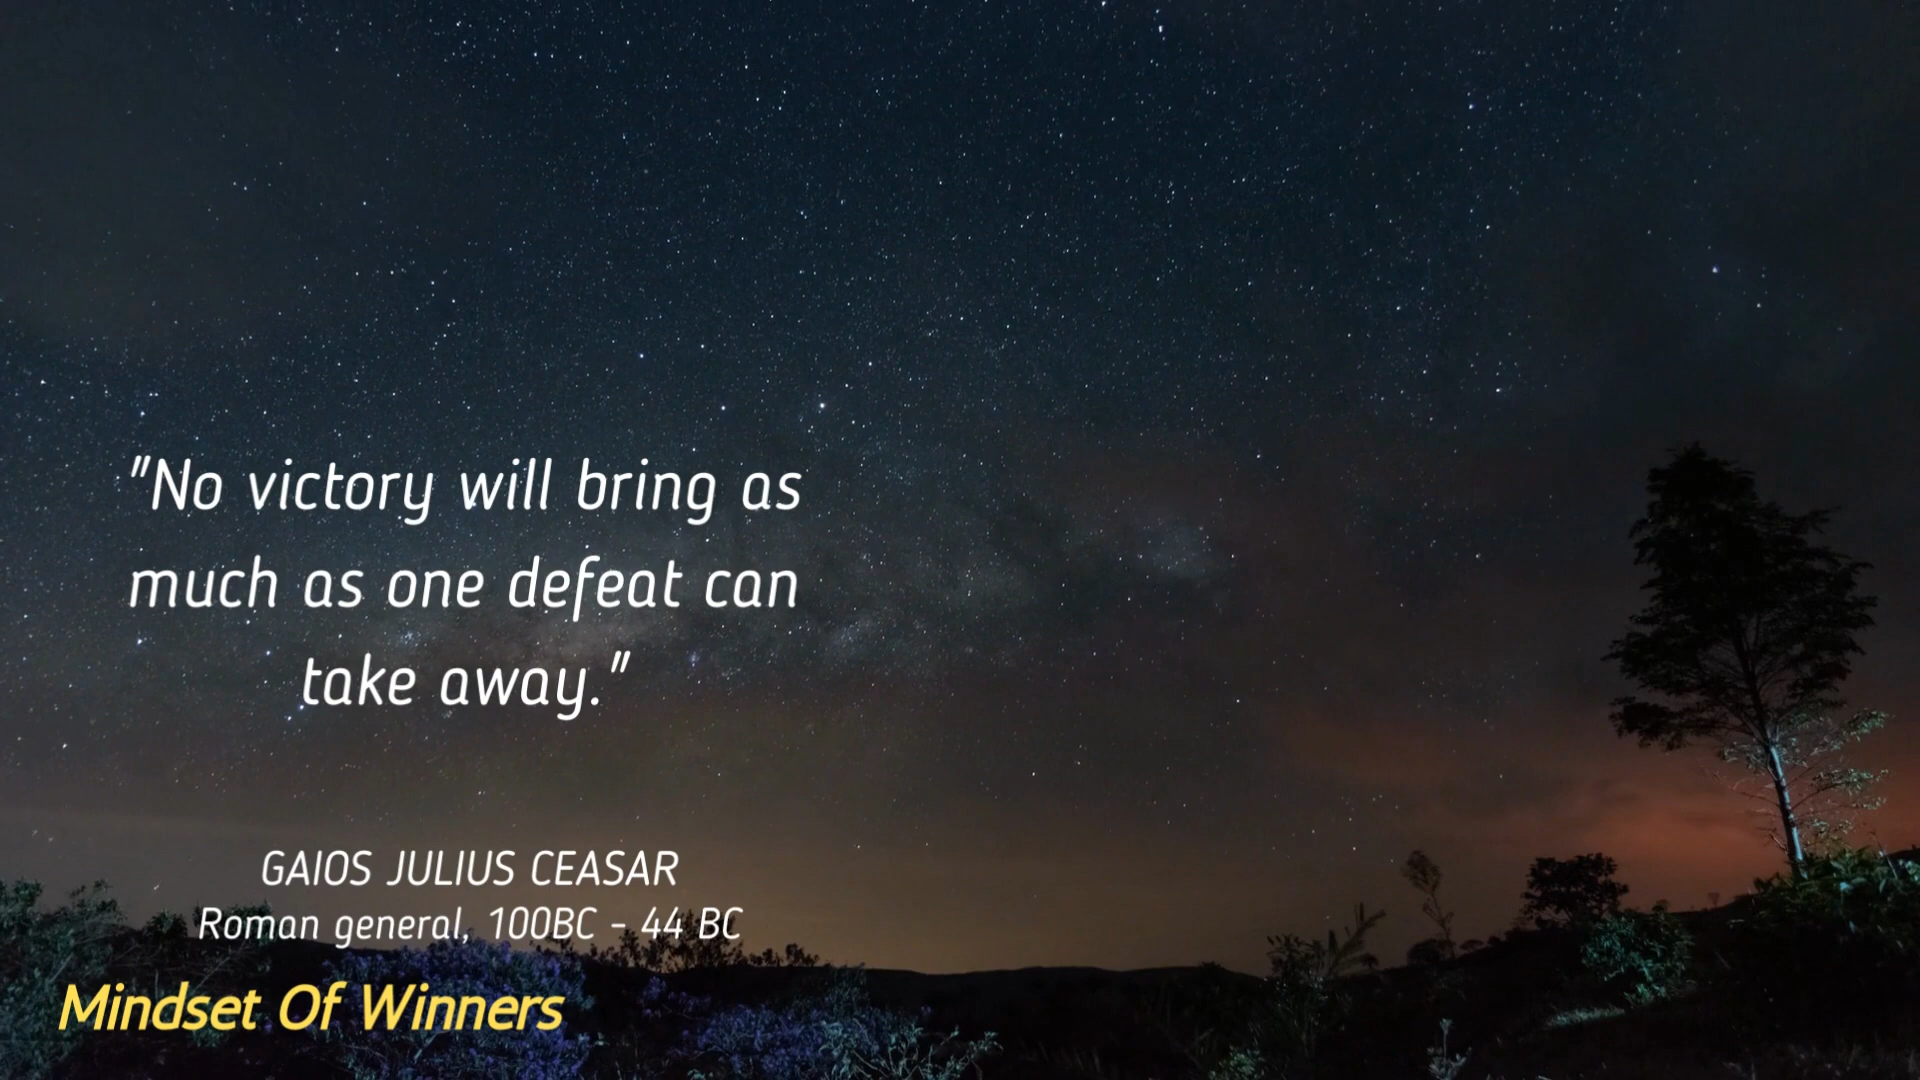 "No victory will bring as
much as one defeat can
take away."
GAIOS JULIUS CEASAR
Roman general, 100BC - 44 BC
Mindset Of Winners